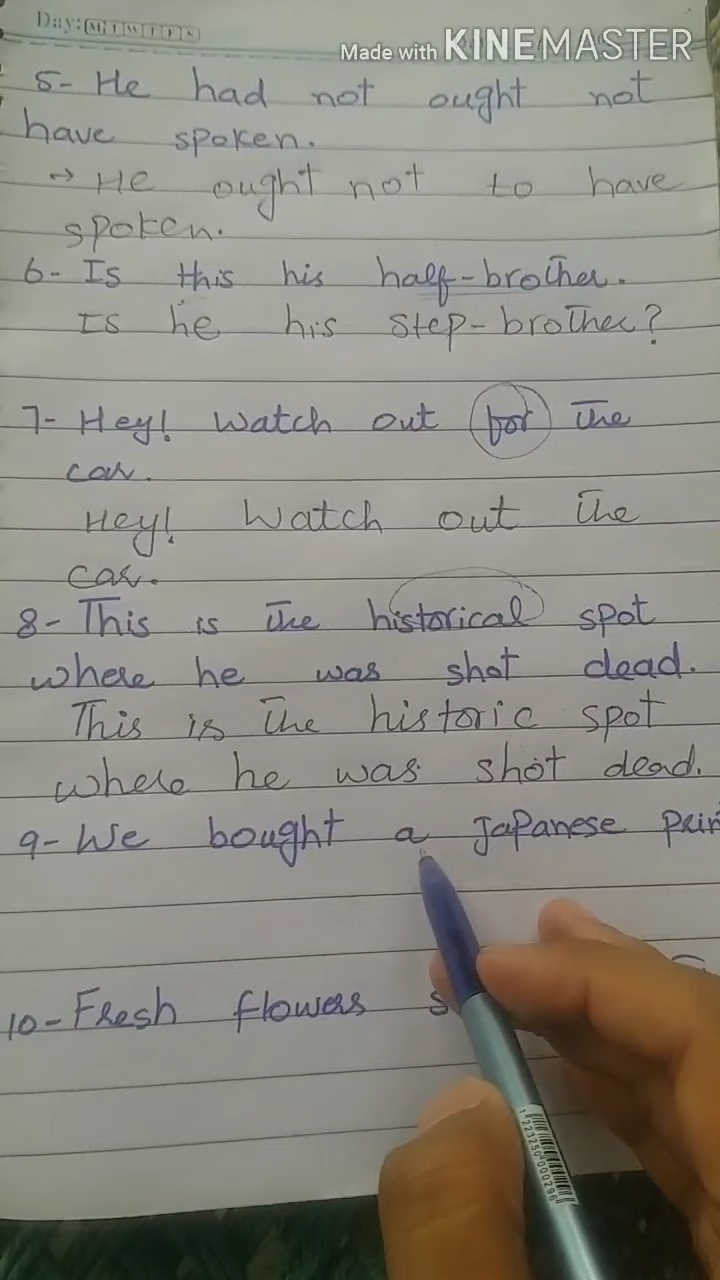 Day: M T W T F S
Made with KINEMASTER
5- He had not ought not
have spoken.
→ He ought not to have
spoken.
6- Is this his half-brother.
Is he his step-brother?
7- Hey! Watch out for the
car.
Hey! Watch out the
car.
8- This is the historical spot
where he was shot dead.
This is the historic spot
where he was shot dead.
9- We bought a Japanese
10- Fresh flowers
1223250000296